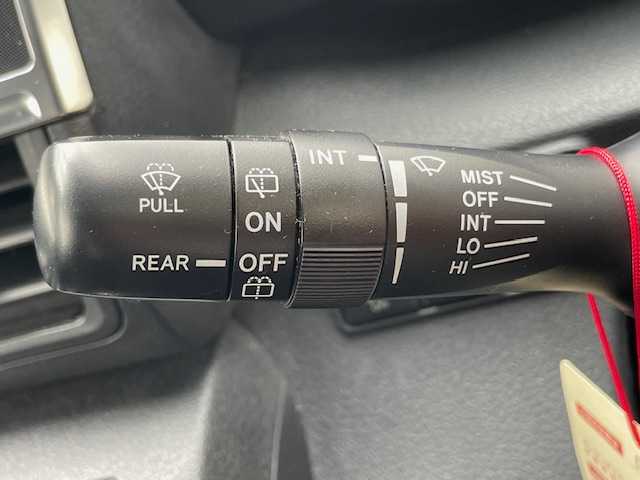 PULL
REAR
ON
OFF
INT
MIST
OFF
INT
LO
HI